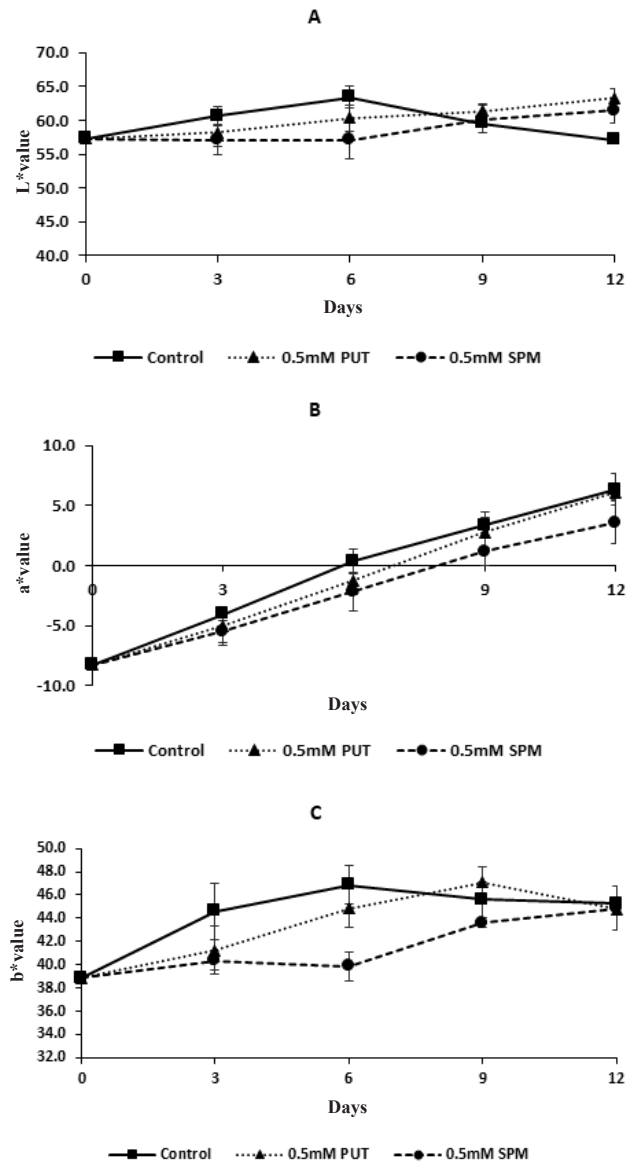 A
70.0
65.0
60.0
55.0
50.0
45.0
40.0
L*value
0 3 6 9 12
Days
Control 0.5mM PUT 0.5mM SPM
B
10.0
5.0
0.0
-5.0
-10.0
a*value
0 3 6 9 12
Days
Control 0.5mM PUT 0.5mM SPM
C
50.0
48.0
46.0
44.0
42.0
40.0
38.0
36.0
34.0
32.0
b*value
0 3 6 9 12
Days
Control 0.5mM PUT 0.5mM SPM